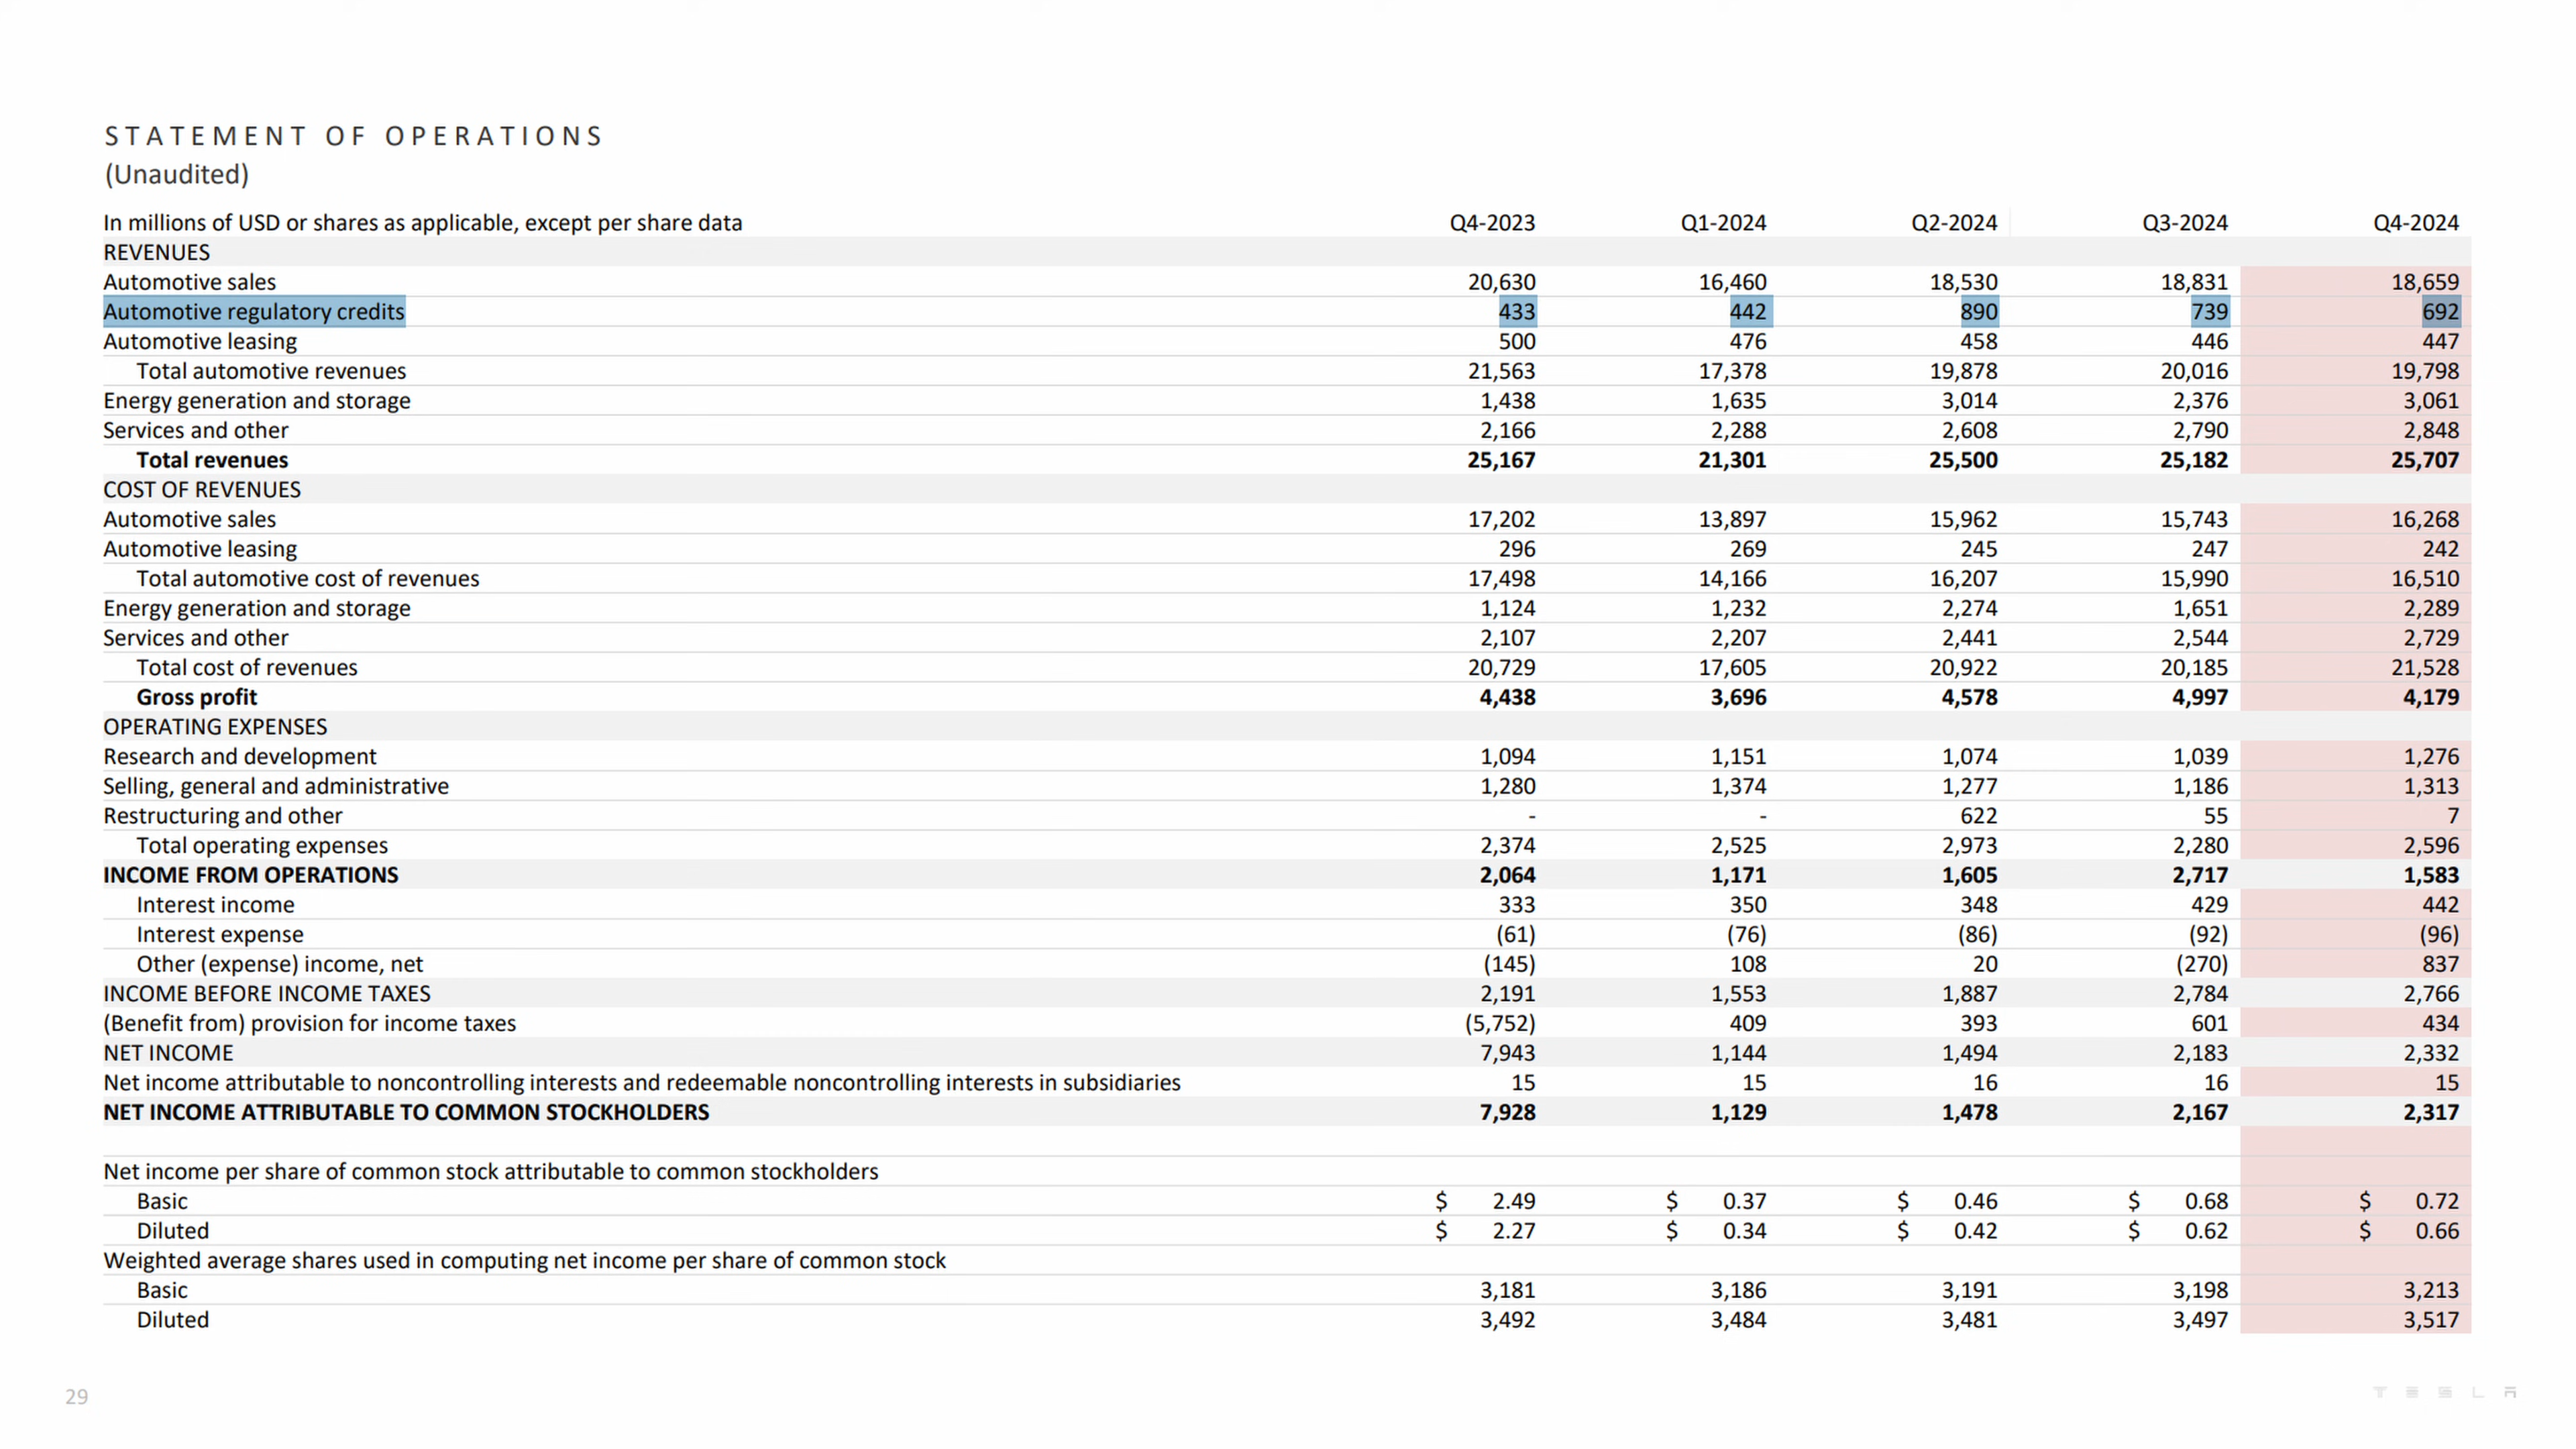 STATEMENT OF OPERATIONS
(Unaudited)
In millions of USD or shares as applicable, except per share data Q4-2023 Q1-2024 Q2-2024 Q3-2024 Q4-2024
REVENUES
Automotive sales 20,630 16,460 18,530 18,831 18,659
Automotive regulatory credits 433 442 890 739 692
Automotive leasing 500 476 458 446 447
Total automotive revenues 21,563 17,378 19,878 20,016 19,798
Energy generation and storage 1,438 1,635 3,014 2,376 3,061
Services and other 2,166 2,288 2,608 2,790 2,848
Total revenues 25,167 21,301 25,500 25,182 25,707
COST OF REVENUES
Automotive sales 17,202 13,897 15,962 15,743 16,268
Automotive leasing 296 269 245 247 242
Total automotive cost of revenues 17,498 14,166 16,207 15,990 16,510
Energy generation and storage 1,124 1,232 2,274 1,651 2,289
Services and other 2,107 2,207 2,441 2,544 2,729
Total cost of revenues 20,729 17,605 20,922 20,185 21,528
Gross profit 4,438 3,696 4,578 4,997 4,179
OPERATING EXPENSES
Research and development 1,094 1,151 1,074 1,039 1,276
Selling, general and administrative 1,280 1,374 1,277 1,186 1,313
Restructuring and other - - 622 55 7
Total operating expenses 2,374 2,525 2,973 2,280 2,596
INCOME FROM OPERATIONS 2,064 1,171 1,605 2,717 1,583
Interest income 333 350 348 429 442
Interest expense (61) (76) (86) (92) (96)
Other (expense) income, net (145) 108 20 (270) 837
INCOME BEFORE INCOME TAXES 2,191 1,553 1,887 2,784 2,766
(Benefit from) provision for income taxes (5,752) 409 393 601 434
NET INCOME 7,943 1,144 1,494 2,183 2,332
Net income attributable to noncontrolling interests and redeemable noncontrolling interests in subsidiaries 15 15 16 16 15
NET INCOME ATTRIBUTABLE TO COMMON STOCKHOLDERS 7,928 1,129 1,478 2,167 2,317
Net income per share of common stock attributable to common stockholders
Basic $ 2.49 $ 0.37 $ 0.46 $ 0.68 $ 0.72
Diluted $ 2.27 $ 0.34 $ 0.42 $ 0.62 $ 0.66
Weighted average shares used in computing net income per share of common stock
Basic 3,181 3,186 3,191 3,198 3,213
Diluted 3,492 3,484 3,481 3,497 3,517
29 TESLA